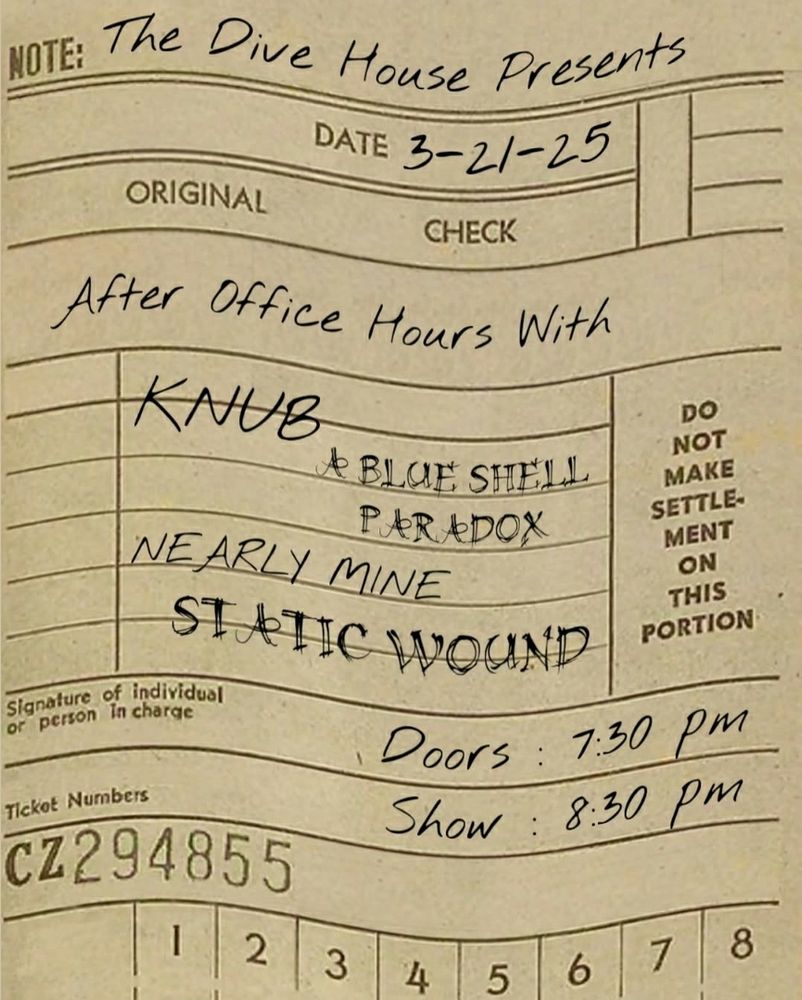 NOTE: The Dive House Presents
DATE 3-21-25
ORIGINAL
CHECK
After Office Hours With
KNUB
A BLUE SHELL
PARADOX
NEARLY MINE
STATIC WOUND
DO
NOT
MAKE
SETTLE-
MENT
ON
THIS
PORTION
Signature of individual
or person in charge
Doors : 7:30 pm
Ticket Numbers
Show : 8:30 pm
CZ294855
1 2 3 4 5 6 7 8